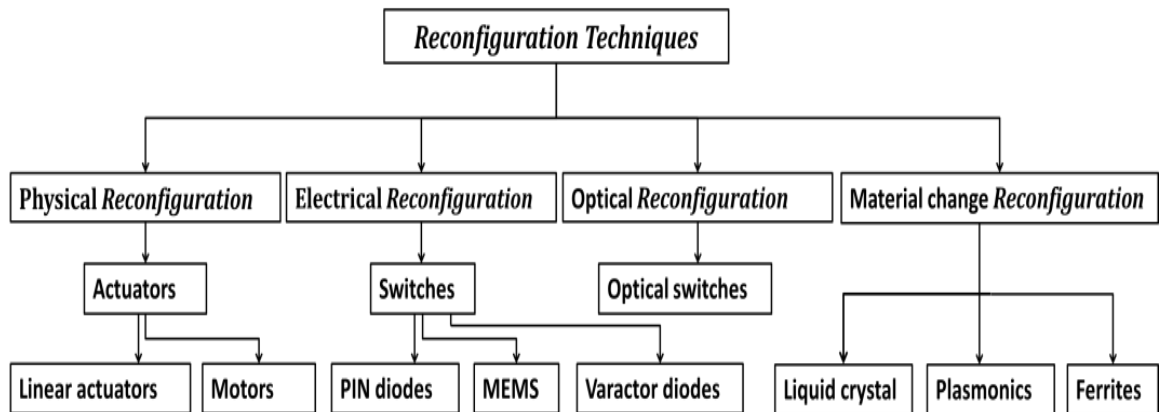 Reconfiguration Techniques
Physical Reconfiguration
Electrical Reconfiguration
Optical Reconfiguration
Material change Reconfiguration
Actuators
Switches
Optical switches
Linear actuators
Motors
PIN diodes
MEMS
Varactor diodes
Liquid crystal
Plasmonics
Ferrites